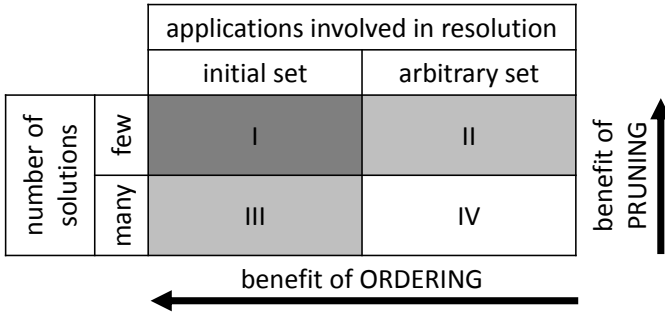 applications involved in resolution
initial set
arbitrary set
number of
solutions
few
I
II
many
III
IV
benefit of
PRUNING
benefit of ORDERING